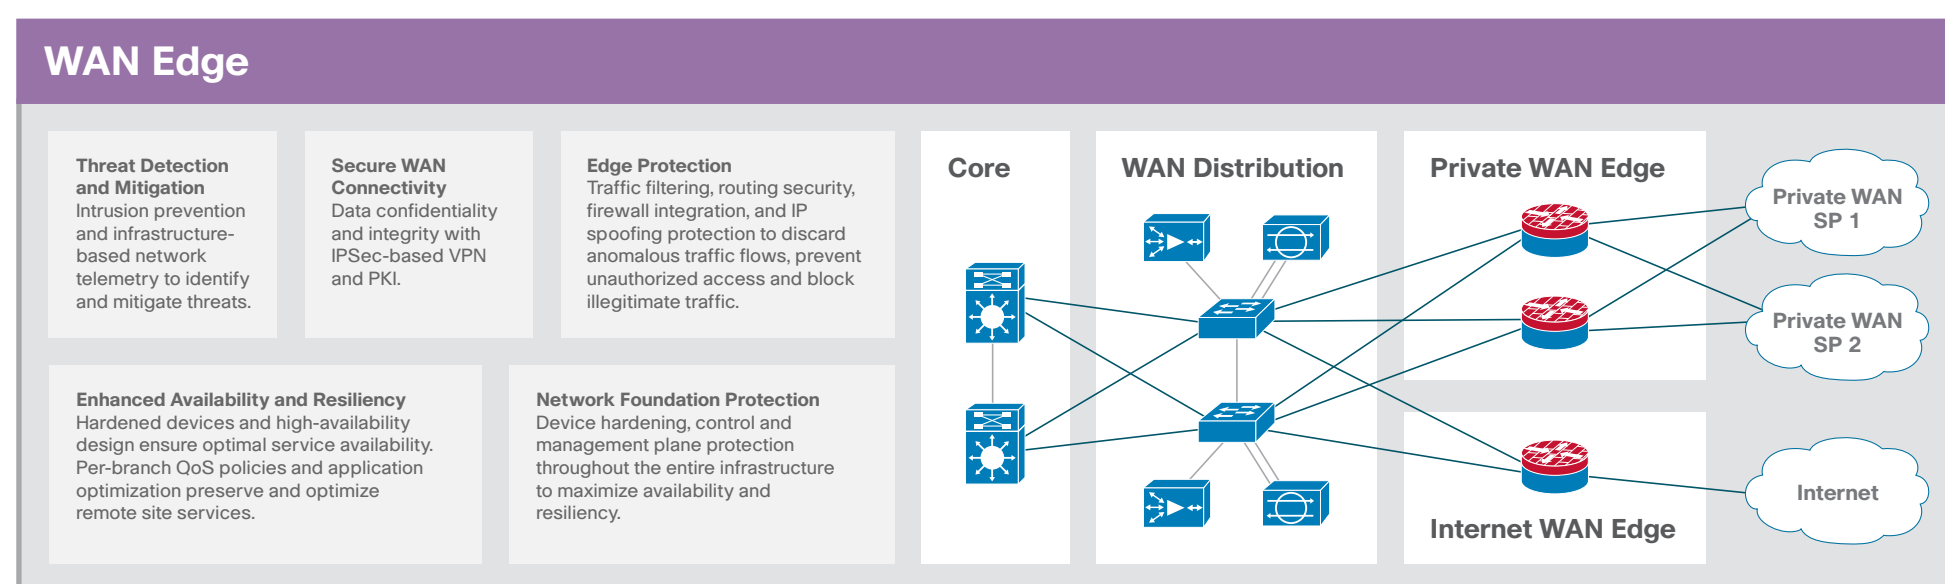 WAN Edge
Threat Detection
and Mitigation
Intrusion prevention
and infrastructure-
based network
telemetry to identify
and mitigate threats.
Secure WAN
Connectivity
Data confidentiality
and integrity with
IPSec-based VPN
and PKI.
Edge Protection
Traffic filtering, routing security,
firewall integration, and IP
spoofing protection to discard
anomalous traffic flows, prevent
unauthorized access and block
illegitimate traffic.
Enhanced Availability and Resiliency
Hardened devices and high-availability
design ensure optimal service availability.
Per-branch QoS policies and application
optimization preserve and optimize
remote site services.
Network Foundation Protection
Device hardening, control and
management plane protection
throughout the entire infrastructure
to maximize availability and
resiliency.
Core
WAN Distribution
Private WAN Edge
Private WAN
SP 1
Private WAN
SP 2
Internet
Internet WAN Edge